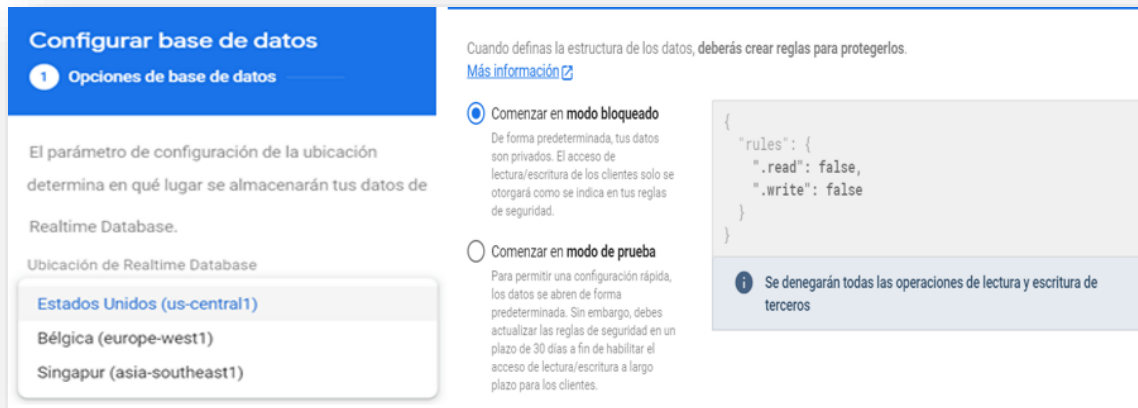 Configurar base de datos
1 Opciones de base de datos
El parámetro de configuración de la ubicación
determina en qué lugar se almacenarán tus datos de
Realtime Database.
Ubicación de Realtime Database
Estados Unidos (us-central1)
Bélgica (europe-west1)
Singapur (asia-southeast1)
Cuando definas la estructura de los datos, deberás crear reglas para protegerlos.
Más información
Comenzar en modo bloqueado
De forma predeterminada, tus datos
son privados. El acceso de
lectura/escritura de los clientes solo se
otorgará como se indica en tus reglas
de seguridad.
Comenzar en modo de prueba
Para permitir una configuración rápida,
los datos se abren de forma
predeterminada. Sin embargo, debes
actualizar las reglas de seguridad en un
plazo de 30 días a fin de habilitar el
acceso de lectura/escritura a largo
plazo para los clientes.
{
"rules": {
".read": false,
".write": false
}
}
Se denegarán todas las operaciones de lectura y escritura de
terceros